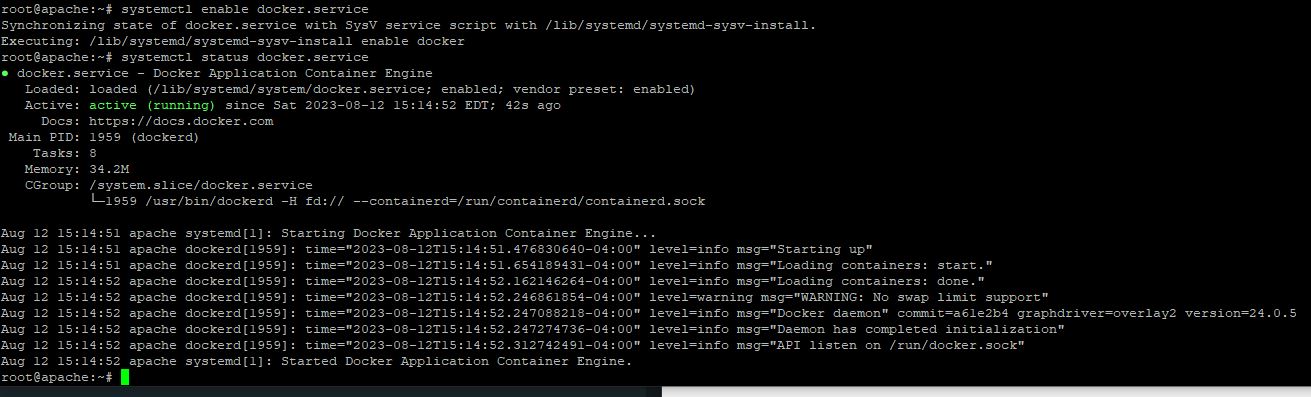 root@apache:~# systemctl enable docker.service
Synchronizing state of docker.service with SysV service script with /lib/systemd/systemd-sysv-install.
Executing: /lib/systemd/systemd-sysv-install enable docker
root@apache:~# systemctl status docker.service
● docker.service - Docker Application Container Engine
   Loaded: loaded (/lib/systemd/system/docker.service; enabled; vendor preset: enabled)
   Active: active (running) since Sat 2023-08-12 15:14:52 EDT; 42s ago
     Docs: https://docs.docker.com
 Main PID: 1959 (dockerd)
    Tasks: 8
   Memory: 34.2M
   CGroup: /system.slice/docker.service
           └─1959 /usr/bin/dockerd -H fd:// --containerd=/run/containerd/containerd.sock

Aug 12 15:14:51 apache systemd[1]: Starting Docker Application Container Engine...
Aug 12 15:14:51 apache dockerd[1959]: time="2023-08-12T15:14:51.476830640-04:00" level=info msg="Starting up"
Aug 12 15:14:51 apache dockerd[1959]: time="2023-08-12T15:14:51.654189431-04:00" level=info msg="Loading containers: start."
Aug 12 15:14:52 apache dockerd[1959]: time="2023-08-12T15:14:52.162146264-04:00" level=info msg="Loading containers: done."
Aug 12 15:14:52 apache dockerd[1959]: time="2023-08-12T15:14:52.246861854-04:00" level=warning msg="WARNING: No swap limit support"
Aug 12 15:14:52 apache dockerd[1959]: time="2023-08-12T15:14:52.247088218-04:00" level=info msg="Docker daemon" commit=a61e2b4 graphdriver=overlay2 version=24.0.5
Aug 12 15:14:52 apache dockerd[1959]: time="2023-08-12T15:14:52.247274736-04:00" level=info msg="Daemon has completed initialization"
Aug 12 15:14:52 apache dockerd[1959]: time="2023-08-12T15:14:52.312742491-04:00" level=info msg="API listen on /run/docker.sock"
Aug 12 15:14:52 apache systemd[1]: Started Docker Application Container Engine.
root@apache:~#